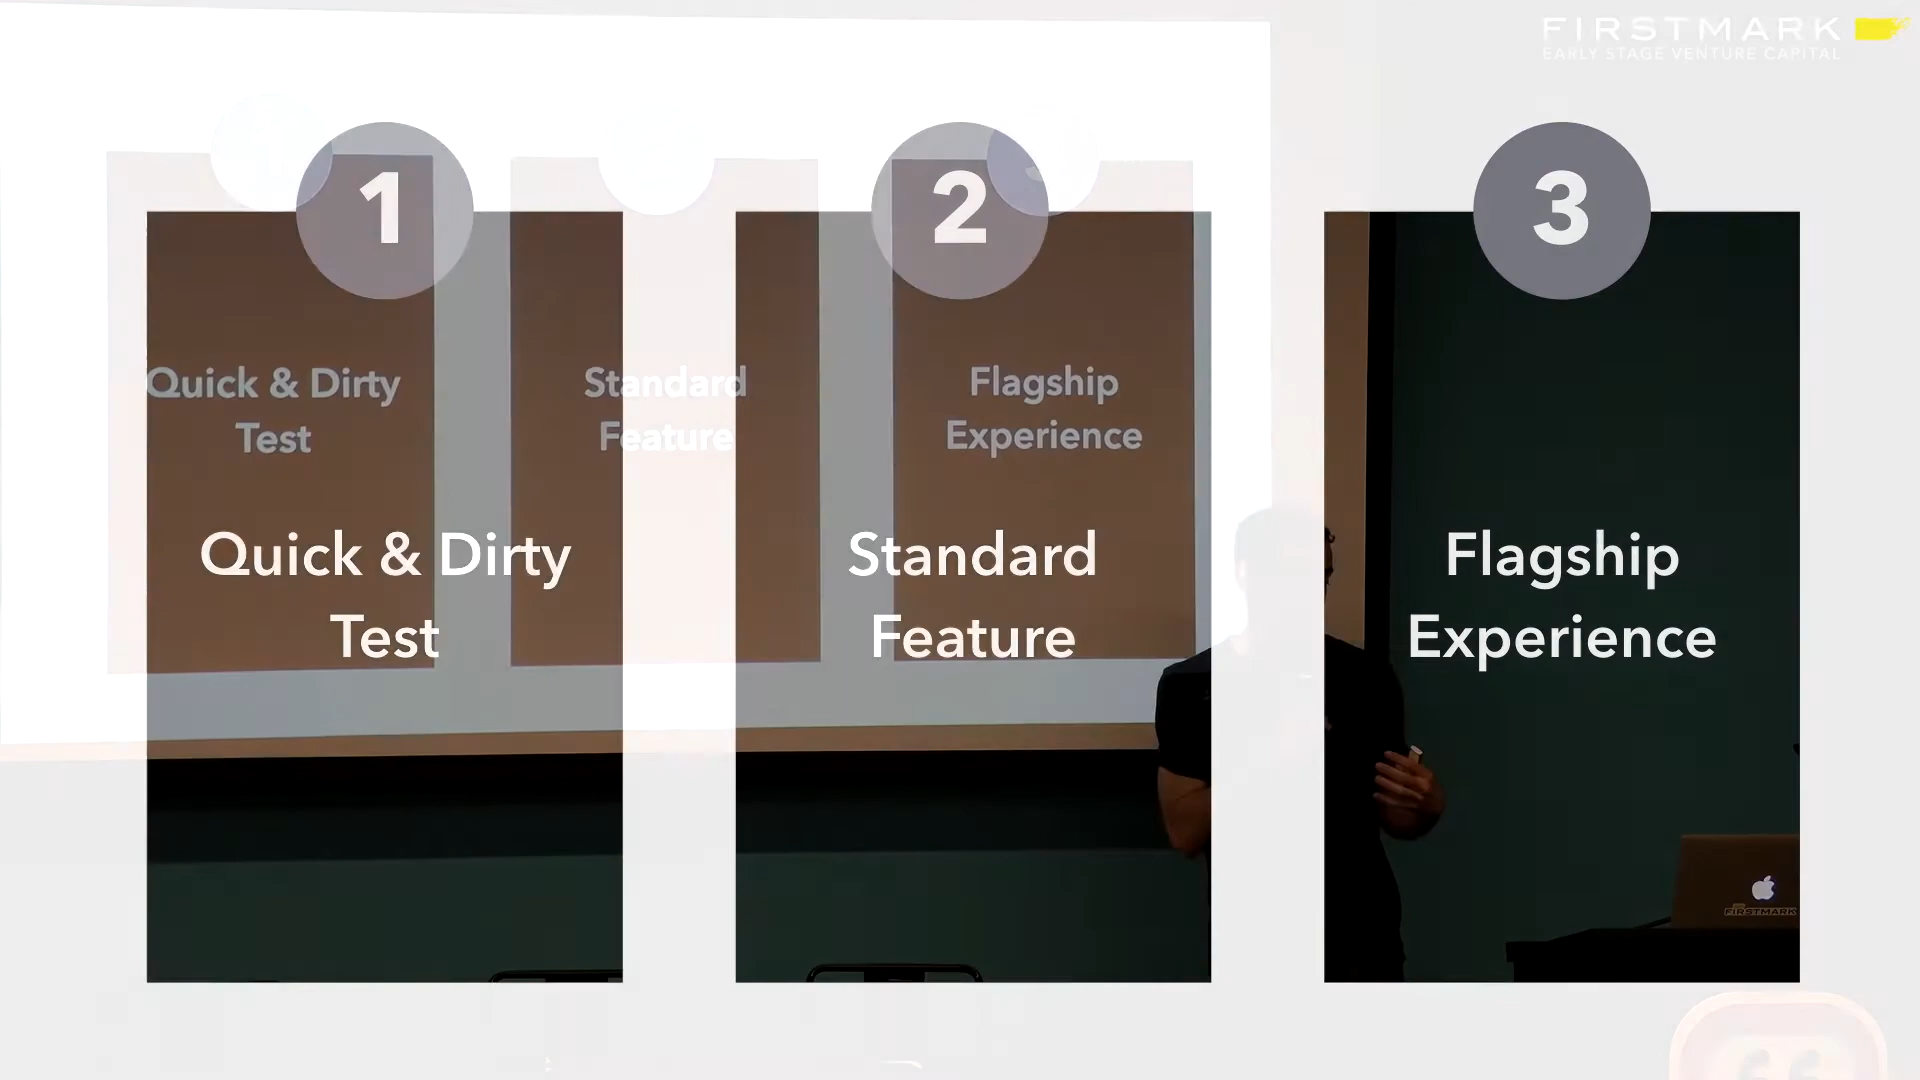 FIRSTMARK
EARLY STAGE VENTURE CAPITAL
1
2
3
Quick & Dirty
Test
Standard
Feature
Flagship
Experience
Quick & Dirty
Test
Standard
Feature
Flagship
Experience
FIRSTMARK